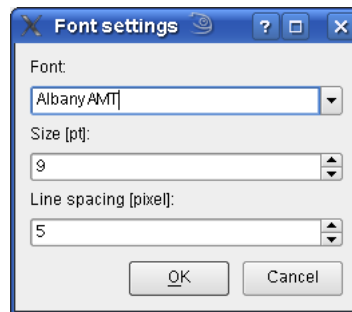 Font settings
Font:
Albany AMT
Size [pt]:
9
Line spacing [pixel]:
5
OK Cancel